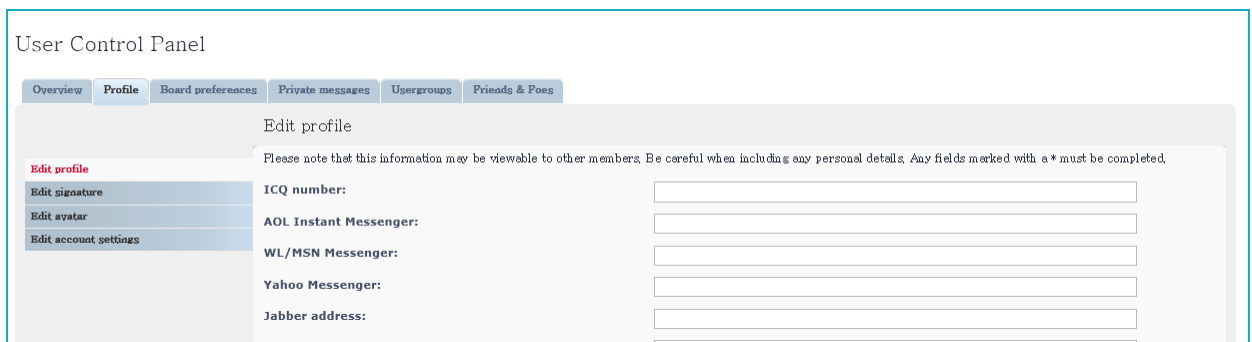 User Control Panel
Overview Profile Board preferences Private messages Usergroups Friends & Foes
Edit profile
Please note that this information may be viewable to other members. Be careful when including any personal details. Any fields marked with a * must be completed.
Edit profile
Edit signature
Edit avatar
Edit account settings
ICQ number:
AOL Instant Messenger:
WL/MSN Messenger:
Yahoo Messenger:
Jabber address: